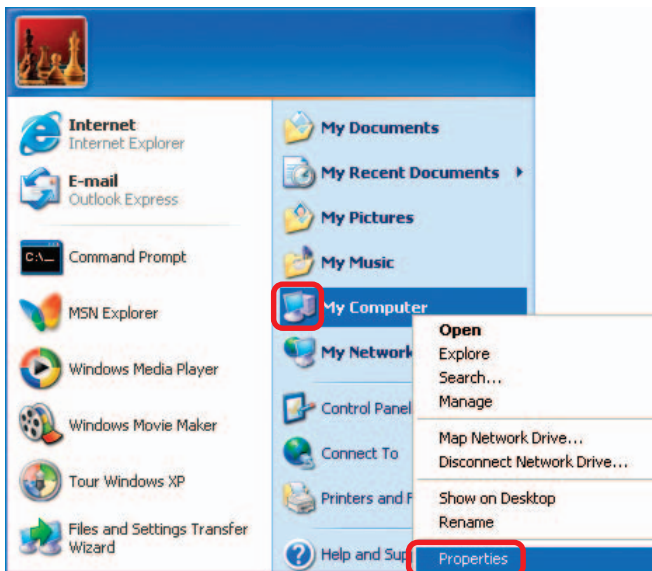 Internet
Internet Explorer
E-mail
Outlook Express
C:\_
Command Prompt
MSN Explorer
Windows Media Player
Windows Movie Maker
Tour Windows XP
Files and Settings Transfer
Wizard
My Documents
My Recent Documents
My Pictures
My Music
My Computer
My Network
Control Panel
Connect To
Printers and F
Help and Sup
Open
Explore
Search...
Manage
Map Network Drive...
Disconnect Network Drive...
Show on Desktop
Rename
Properties